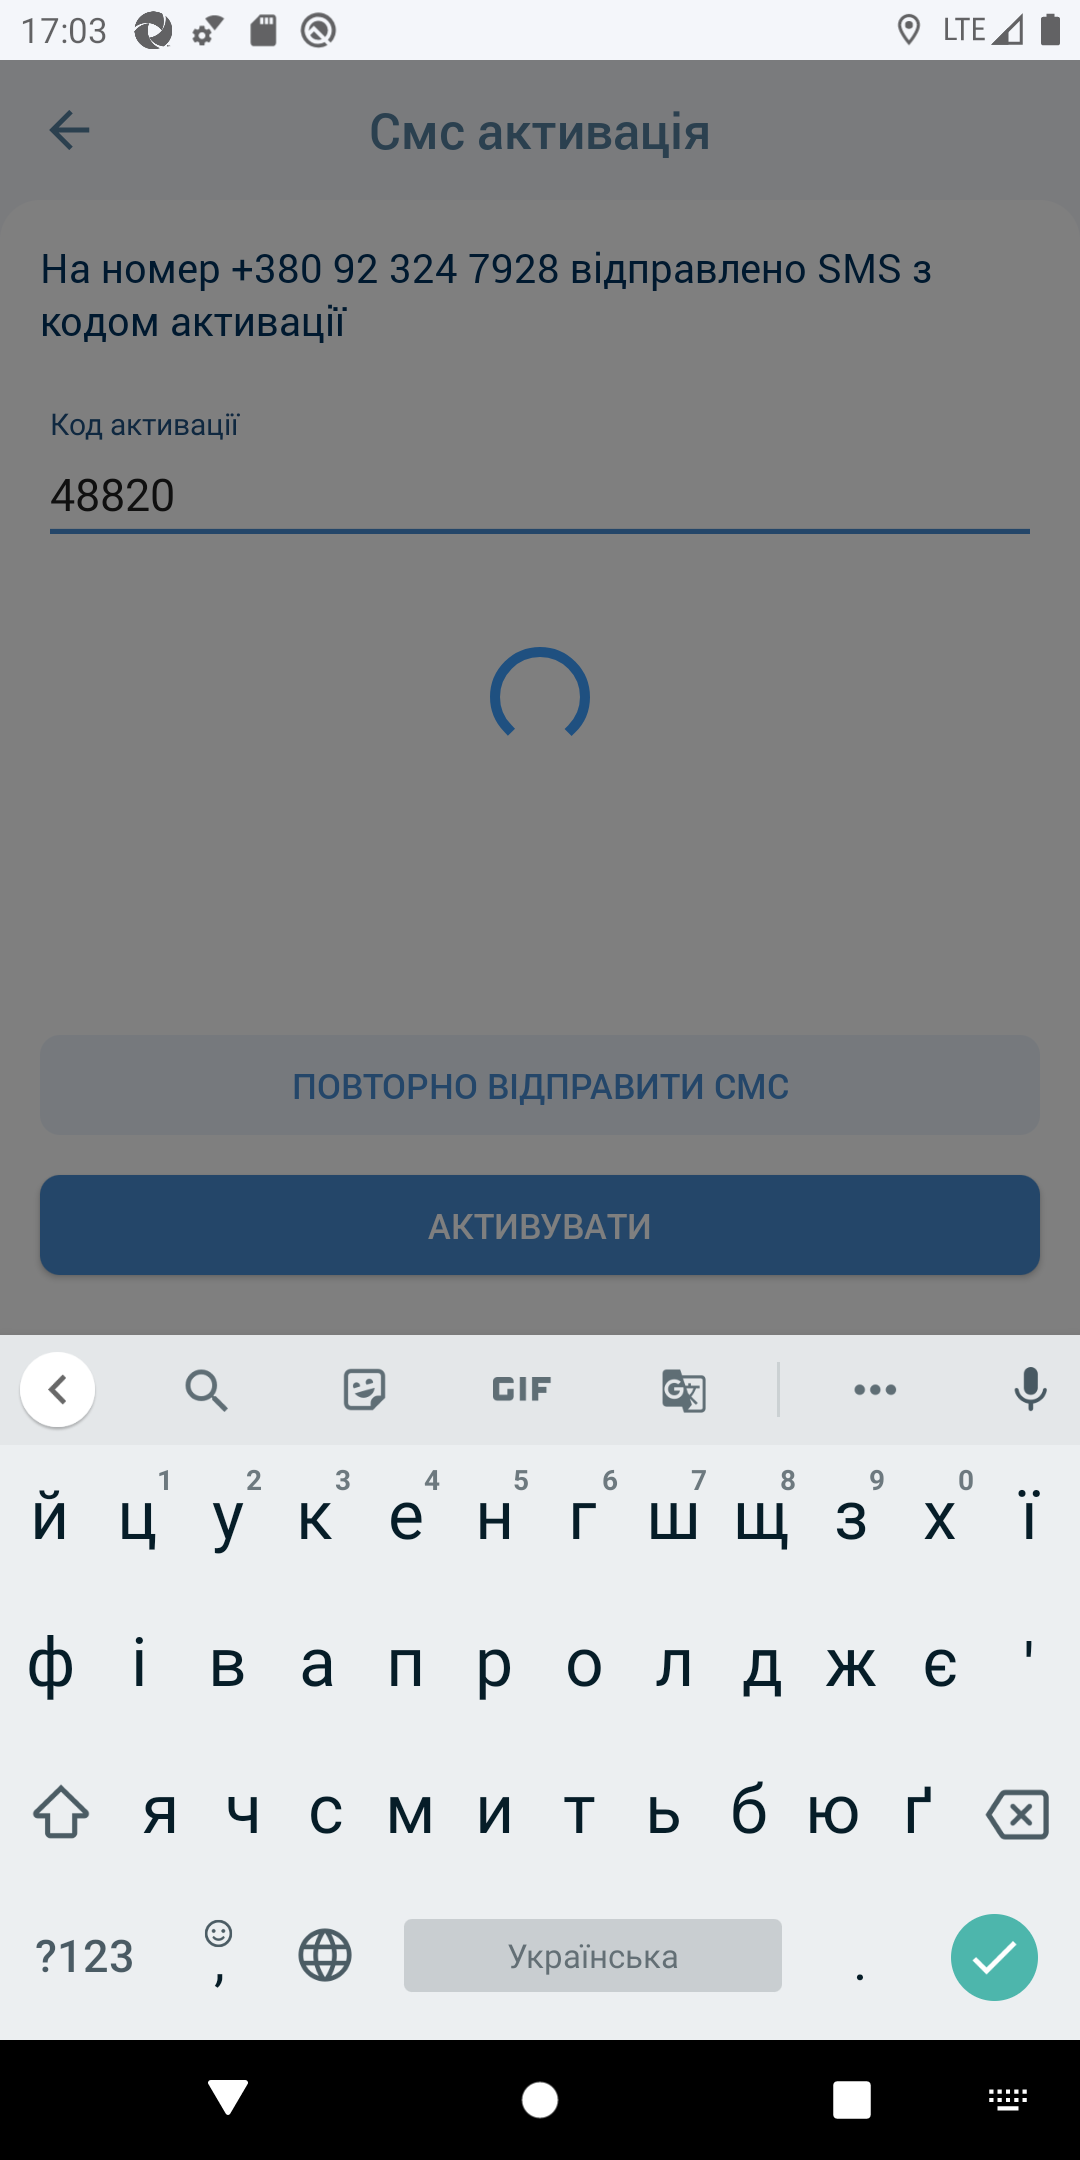 17:03
LTE
Смс активація
На номер +380 92 324 7928 відправлено SMS з
кодом активації
Код активації
48820
ПОВТОРНО ВІДПРАВИТИ СМС
АКТИВУВАТИ
GIF
1 2 3 4 5 6 7 8 9 0
й ц у к е н г ш щ з х ї
ф і в а п р о л д ж є '
я ч с м и т ь б ю ґ
?123 , Українська .